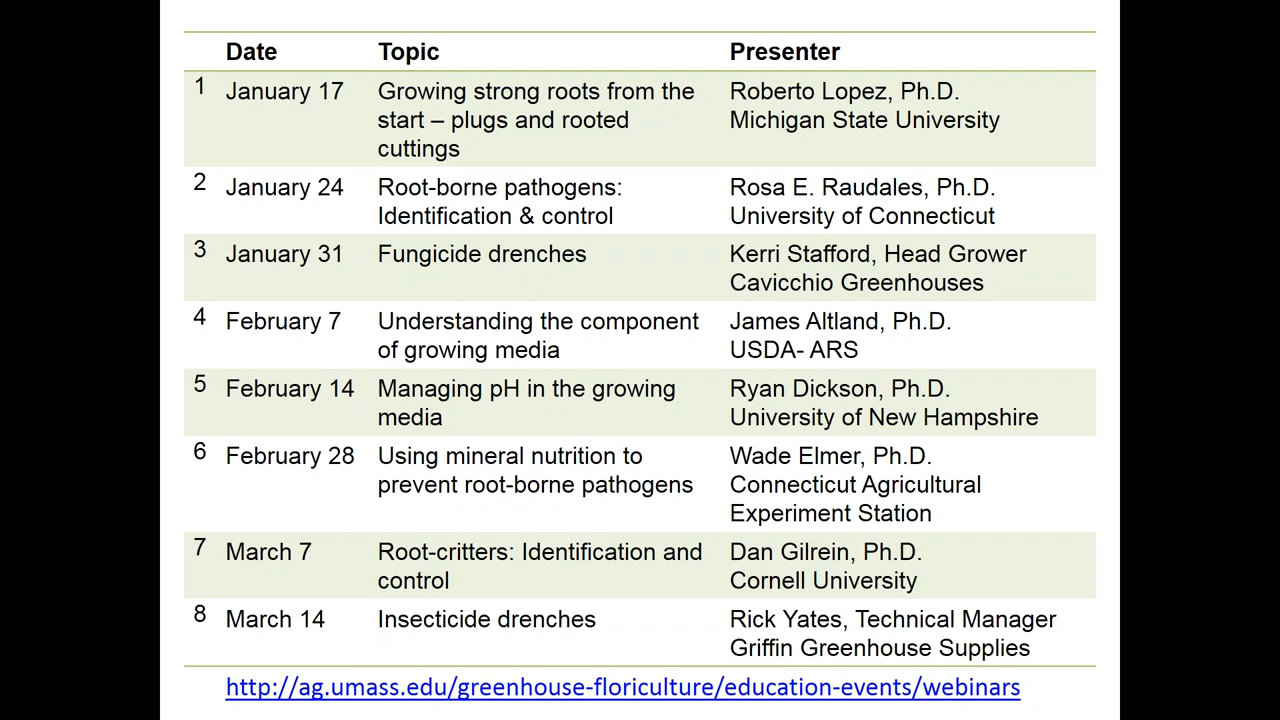 Date Topic Presenter
1 January 17 Growing strong roots from the Roberto Lopez, Ph.D.
start – plugs and rooted Michigan State University
cuttings
2 January 24 Root-borne pathogens: Rosa E. Raudales, Ph.D.
Identification & control University of Connecticut
3 January 31 Fungicide drenches Kerri Stafford, Head Grower
Cavicchio Greenhouses
4 February 7 Understanding the component James Altland, Ph.D.
of growing media USDA- ARS
5 February 14 Managing pH in the growing Ryan Dickson, Ph.D.
media University of New Hampshire
6 February 28 Using mineral nutrition to Wade Elmer, Ph.D.
prevent root-borne pathogens Connecticut Agricultural
Experiment Station
7 March 7 Root-critters: Identification and Dan Gilrein, Ph.D.
control Cornell University
8 March 14 Insecticide drenches Rick Yates, Technical Manager
Griffin Greenhouse Supplies
http://ag.umass.edu/greenhouse-floriculture/education-events/webinars